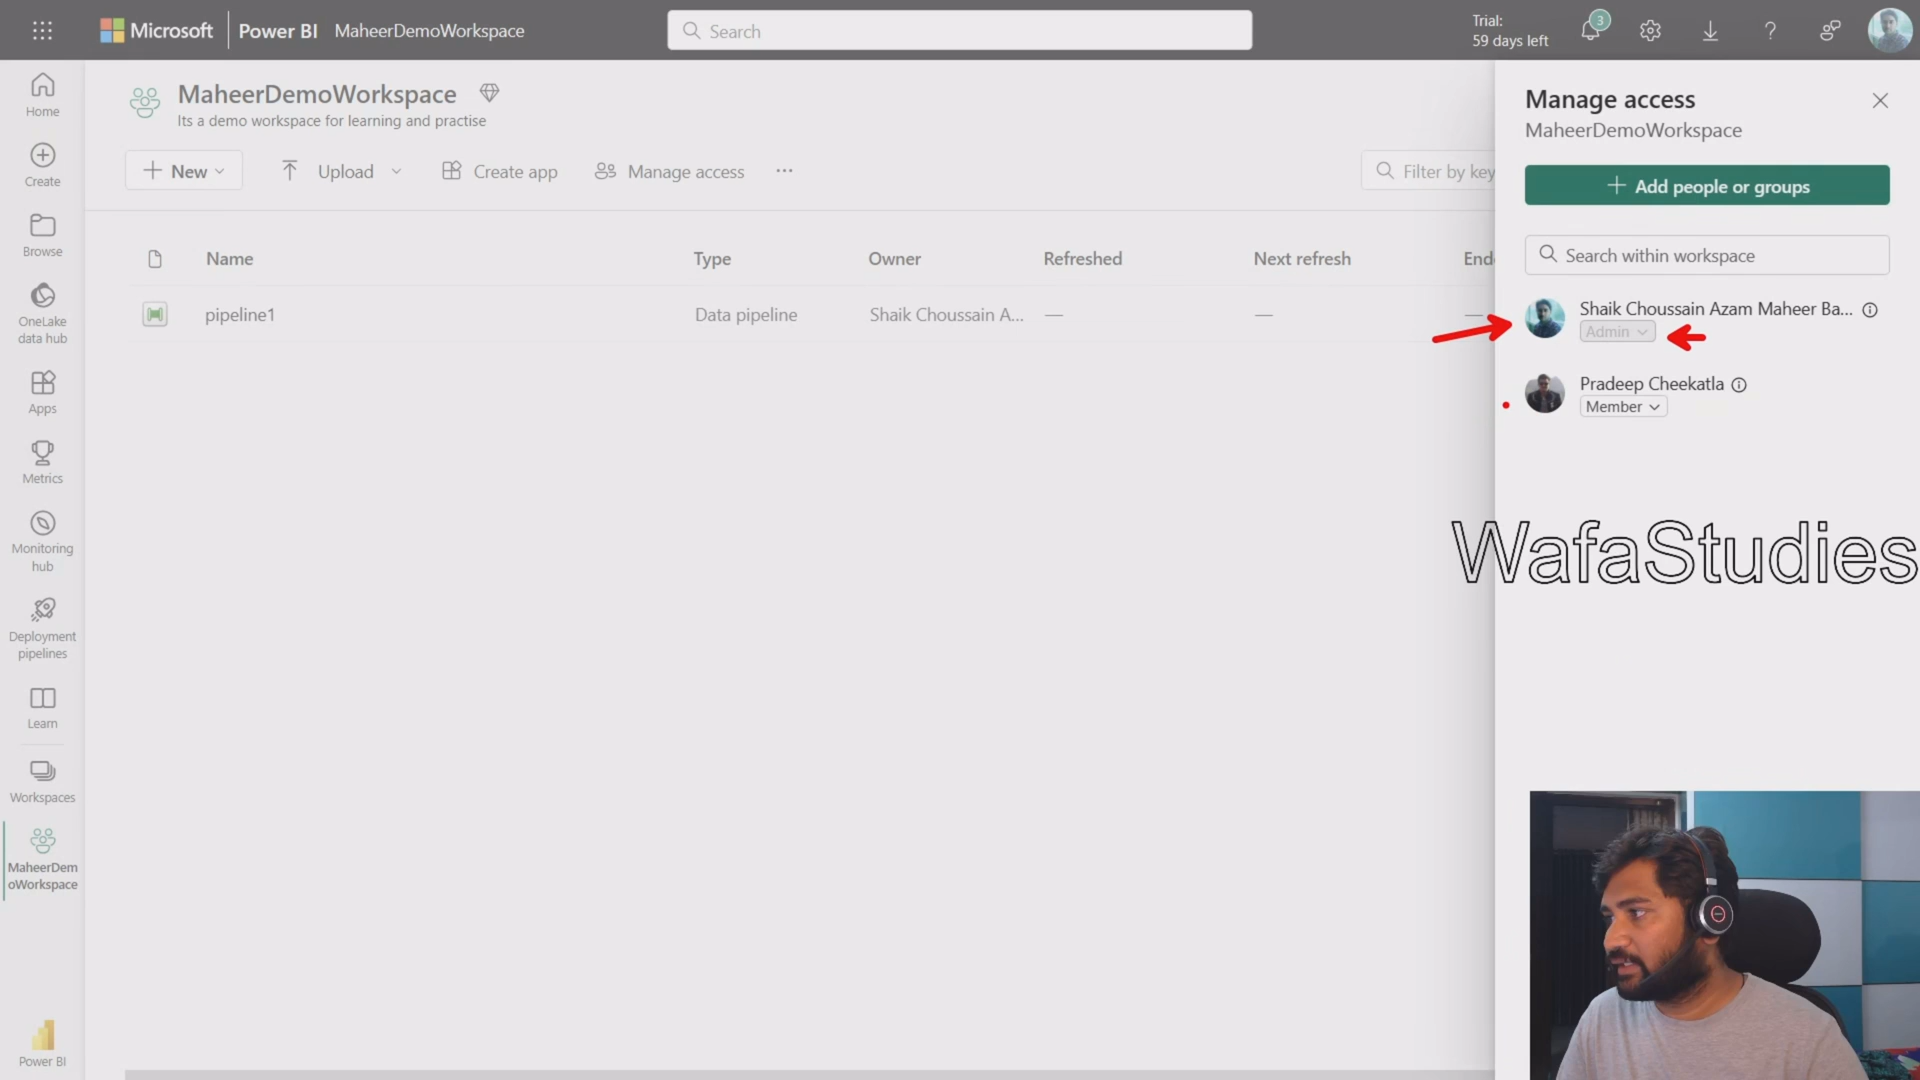 Microsoft
Power BI
MaheerDemoWorkspace
Search
Trial:
59 days left
3
Home
Create
Browse
OneLake
data hub
Apps
Metrics
Monitoring
hub
Deployment
pipelines
Learn
Workspaces
MaheerDem
oWorkspace
Power BI
MaheerDemoWorkspace
Its a demo workspace for learning and practise
New
Upload
Create app
Manage access
Filter by key
Name
Type
Owner
Refreshed
Next refresh
End
pipeline1
Data pipeline
Shaik Choussain A...
—
—
—
Manage access
MaheerDemoWorkspace
Add people or groups
Search within workspace
Shaik Choussain Azam Maheer Ba...
Admin
Pradeep Cheekatla
Member
WafaStudies